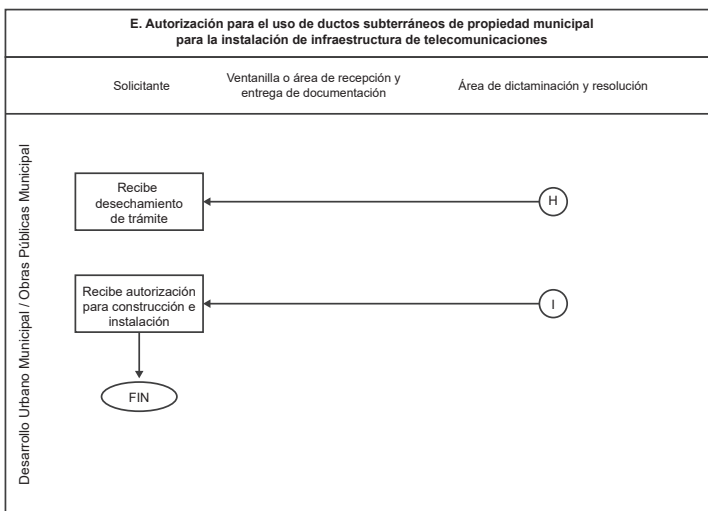 E. Autorización para el uso de ductos subterráneos de propiedad municipal
para la instalación de infraestructura de telecomunicaciones
Solicitante
Ventanilla o área de recepción y
entrega de documentación
Área de dictaminación y resolución
Desarrollo Urbano Municipal / Obras Públicas Municipal
Recibe
desechamiento
de trámite
H
Recibe autorización
para construcción e
instalación
I
FIN